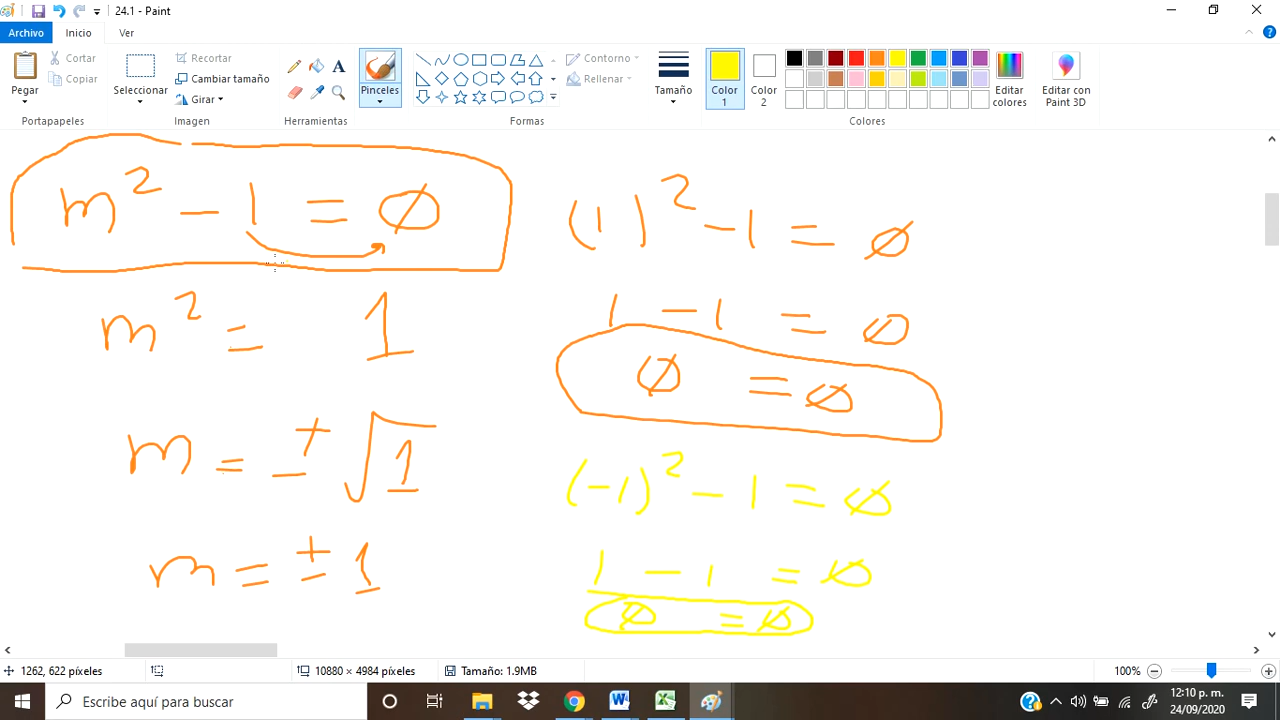 24.1 - Paint
Archivo Inicio Ver
Pegar
Cortar
Copiar
Portapapeles
Seleccionar
Recortar
Cambiar tamaño
Girar
Imagen
A
Herramientas
Pinceles
Contorno
Rellenar
Formas
Tamaño
Color 1
Color 2
Editar colores
Editar con Paint 3D
Colores
m² - 1 = ∅
m² = 1
m = ± √1
m = ± 1
(1)² - 1 = ∅
1 - 1 = ∅
∅ = ∅
(-1)² - 1 = ∅
1 - 1 = ∅
∅ = ∅
1262, 622 píxeles
10880 × 4984 píxeles
Tamaño: 1.9MB
100%
Escribe aquí para buscar
12:10 p. m.
24/09/2020